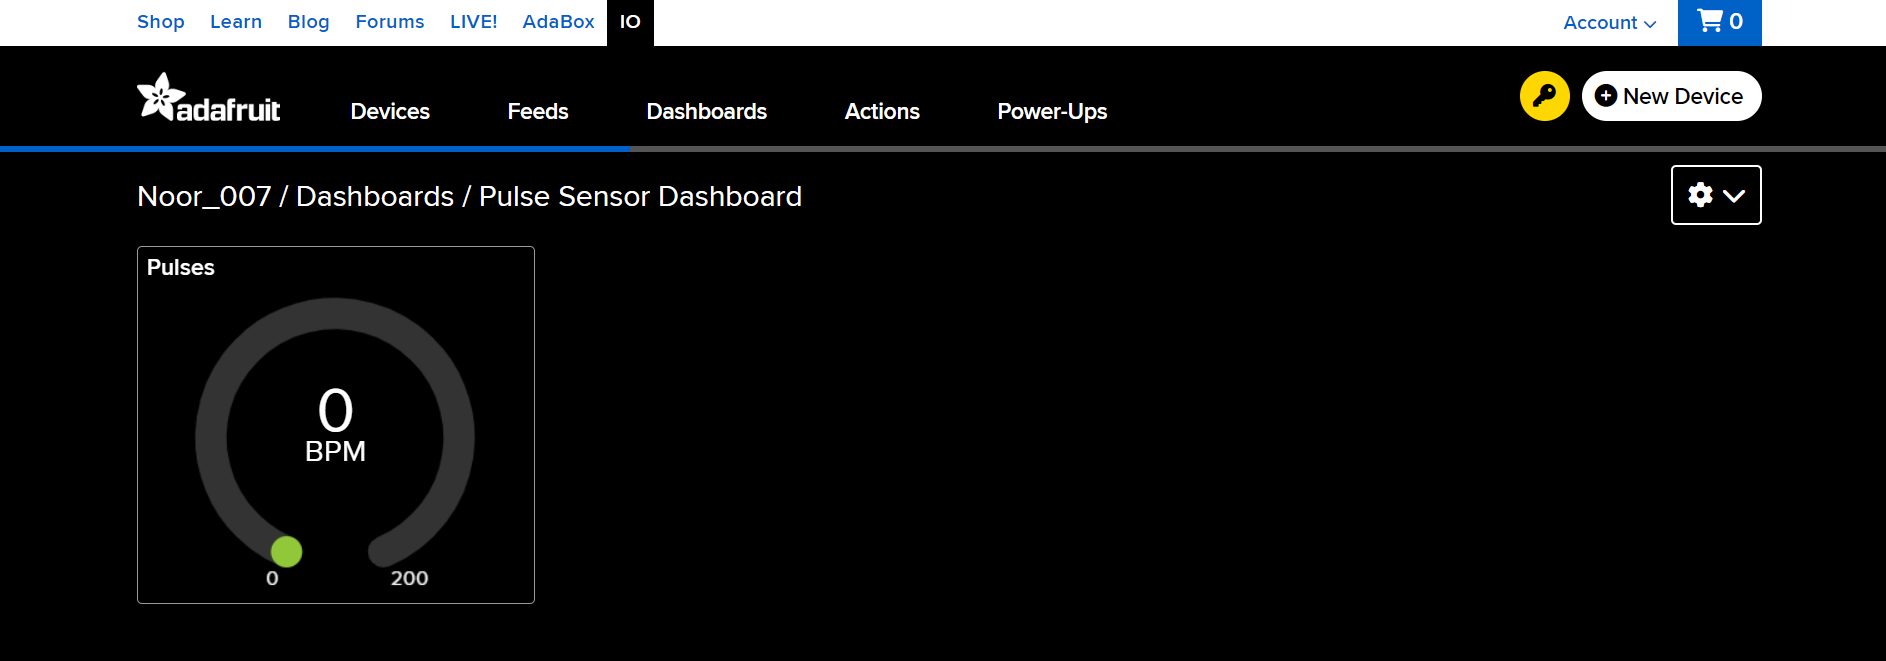 Shop Learn Blog Forums LIVE! AdaBox IO Account 0
adafruit Devices Feeds Dashboards Actions Power-Ups New Device
Noor_007 / Dashboards / Pulse Sensor Dashboard
Pulses
0
BPM
0 200